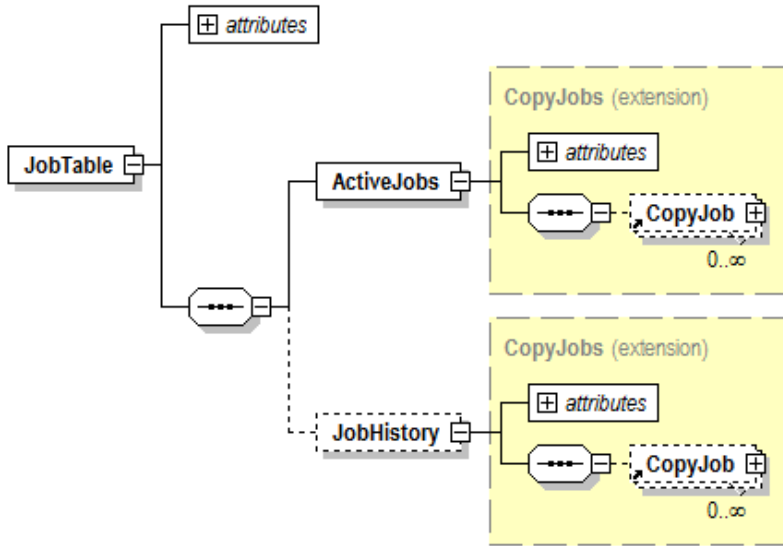 attributes
CopyJobs (extension)
attributes
JobTable
ActiveJobs
CopyJob
0..∞
CopyJobs (extension)
attributes
JobHistory
CopyJob
0..∞